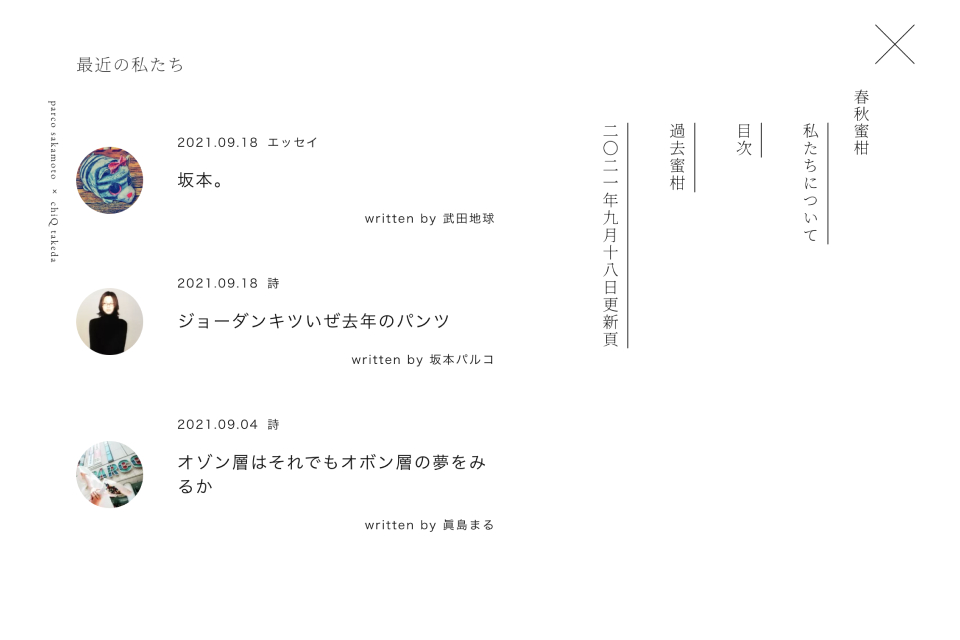 最近の私たち
parco sakamoto × chiQ takeda
2021.09.18 エッセイ
坂本。
written by 武田地球
2021.09.18 詩
ジョーダンキツいぜ去年のパンツ
written by 坂本パルコ
2021.09.04 詩
オゾン層はそれでもオボン層の夢をみ
るか
written by 眞島まる
春秋蜜柑
私たちについて
目次
過去蜜柑
二〇二一年九月十八日更新頁